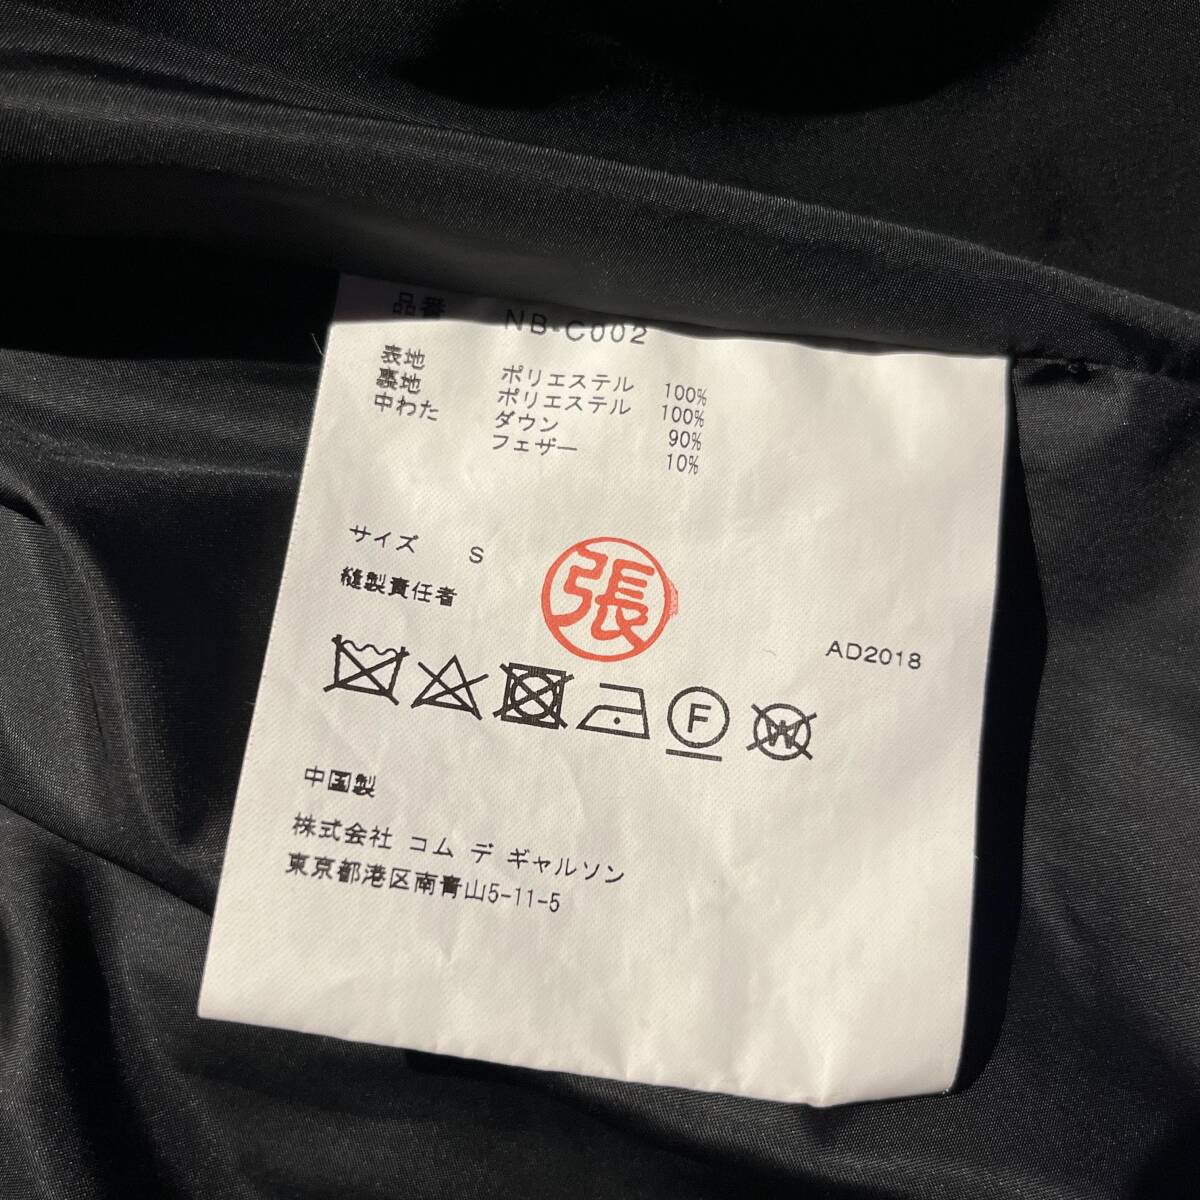 品番 NB-C002
表地 ポリエステル 100%
裏地 ポリエステル 100%
中わた ダウン 90%
フェザー 10%
サイズ S
縫製責任者 張
AD2018
F
W
中国製
株式会社 コム デ ギャルソン
東京都港区南青山5-11-5